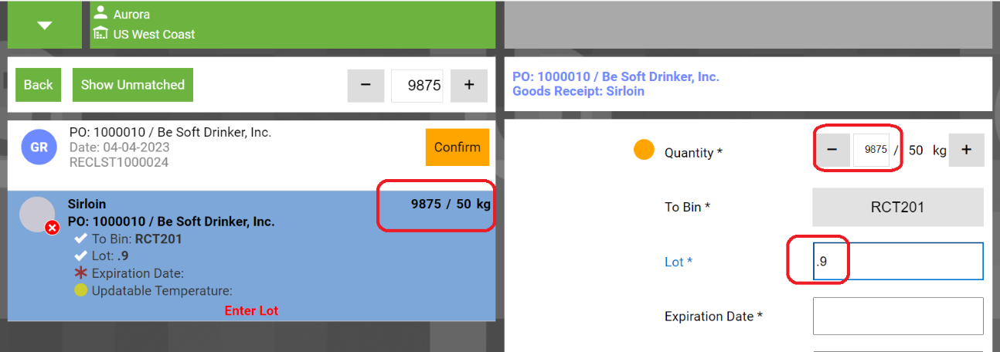 Aurora
US West Coast
Back
Show Unmatched
− 9875 +
GR
PO: 1000010 / Be Soft Drinker, Inc.
Date: 04-04-2023
RECLST1000024
Confirm
Sirloin
9875 / 50 kg
PO: 1000010 / Be Soft Drinker, Inc.
To Bin: RCT201
Lot: .9
Expiration Date:
Updatable Temperature:
Enter Lot
PO: 1000010 / Be Soft Drinker, Inc.
Goods Receipt: Sirloin
Quantity * − 9875 / 50 kg +
To Bin * RCT201
Lot * .9
Expiration Date *